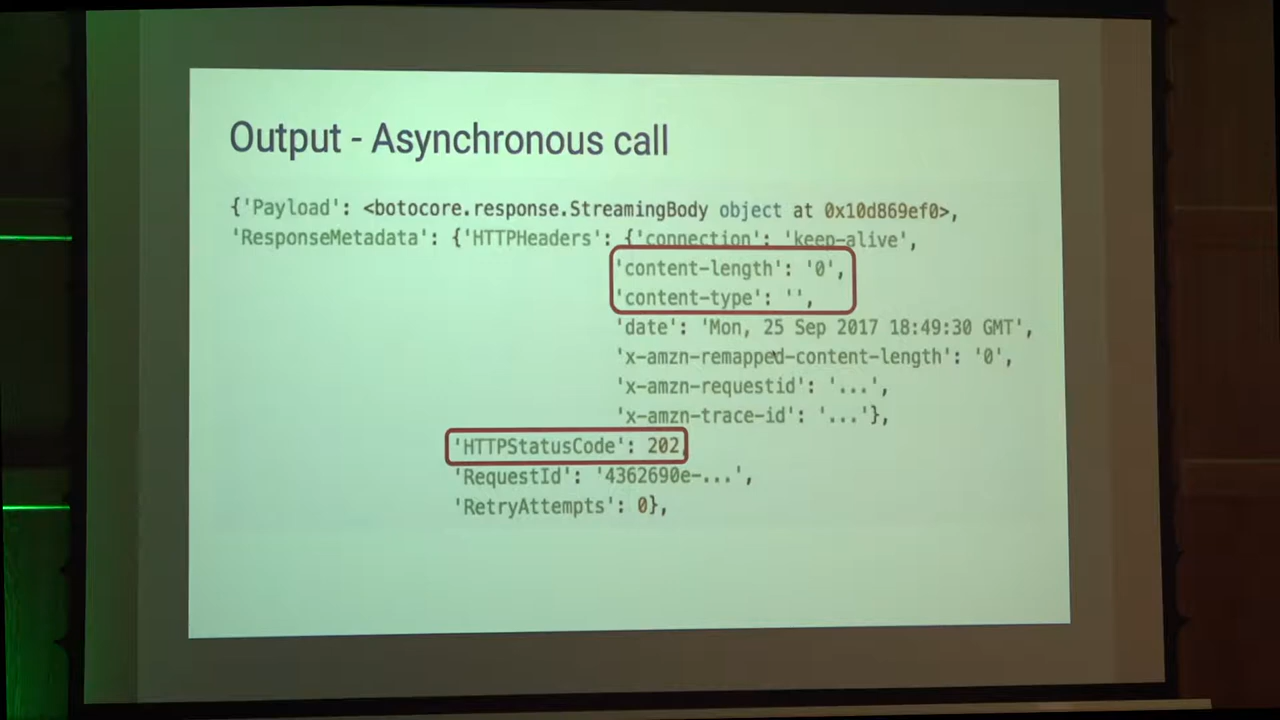 Output - Asynchronous call
{'Payload': <botocore.response.StreamingBody object at 0x10d869ef0>,
'ResponseMetadata': {'HTTPHeaders': {'connection': 'keep-alive',
'content-length': '0',
'content-type': '',
'date': 'Mon, 25 Sep 2017 18:49:30 GMT',
'x-amzn-remapped-content-length': '0',
'x-amzn-requestid': '...',
'x-amzn-trace-id': '...'},
'HTTPStatusCode': 202,
'RequestId': '4362690e-...',
'RetryAttempts': 0},